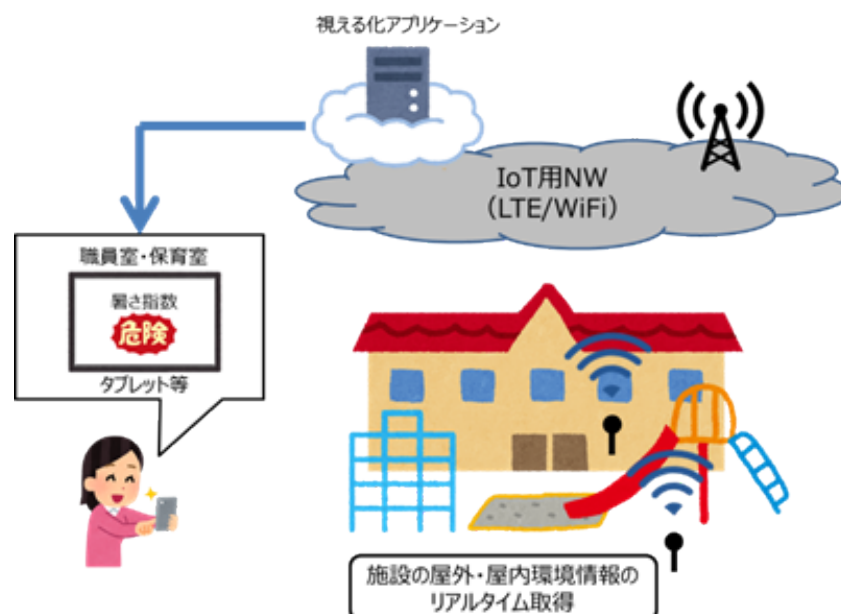 視える化アプリケーション
IoT用NW
（LTE/WiFi）
職員室・保育室
暑さ指数
危険
タブレット等
施設の屋外・屋内環境情報の
リアルタイム取得